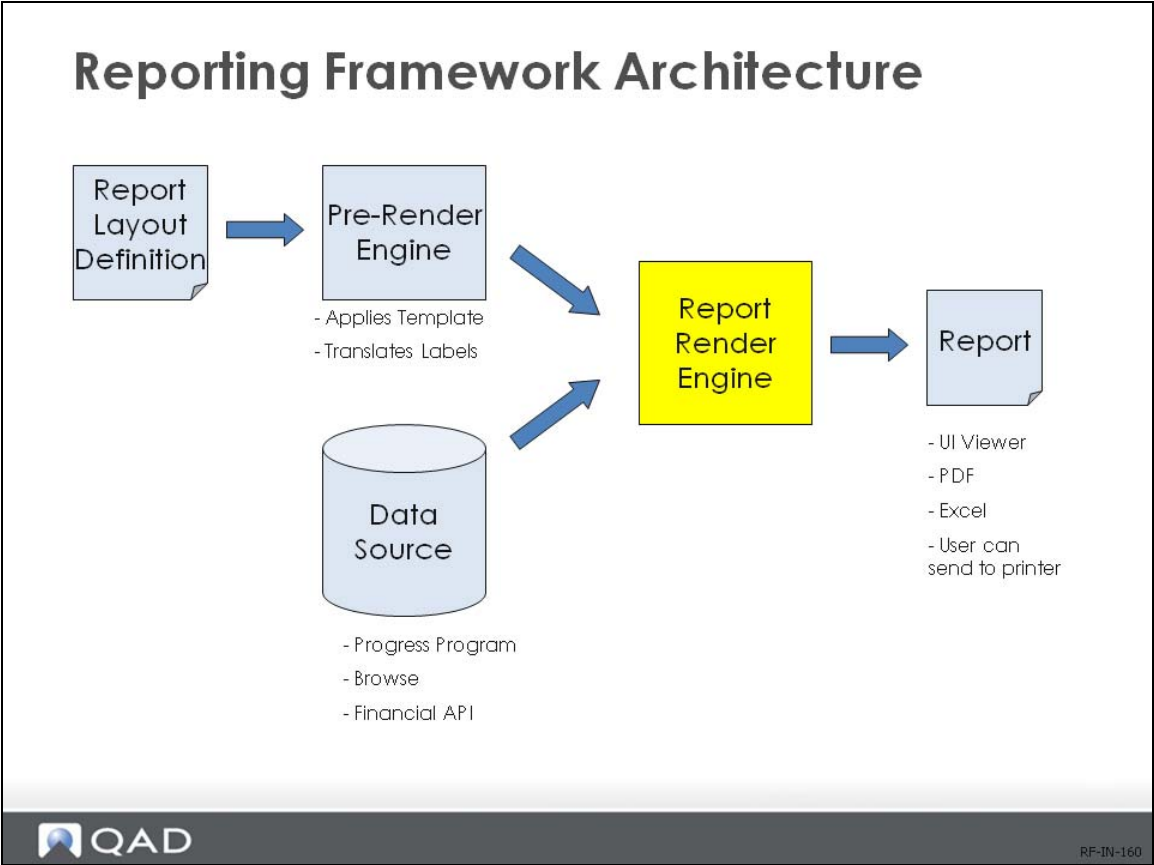 Reporting Framework Architecture
Report
Layout
Definition
Pre-Render
Engine
- Applies Template
- Translates Labels
Data
Source
- Progress Program
- Browse
- Financial API
Report
Render
Engine
Report
- UI Viewer
- PDF
- Excel
- User can
send to printer
QAD
RF-IN-160